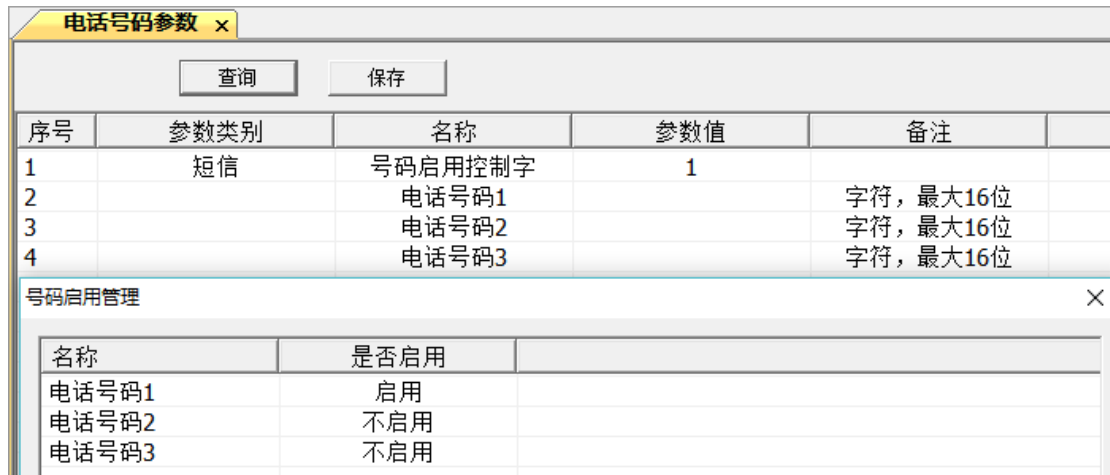 电话号码参数 x
查询 保存
序号 参数类别 名称 参数值 备注
1 短信 号码启用控制字 1
2 电话号码1 字符，最大16位
3 电话号码2 字符，最大16位
4 电话号码3 字符，最大16位
号码启用管理
名称 是否启用
电话号码1 启用
电话号码2 不启用
电话号码3 不启用